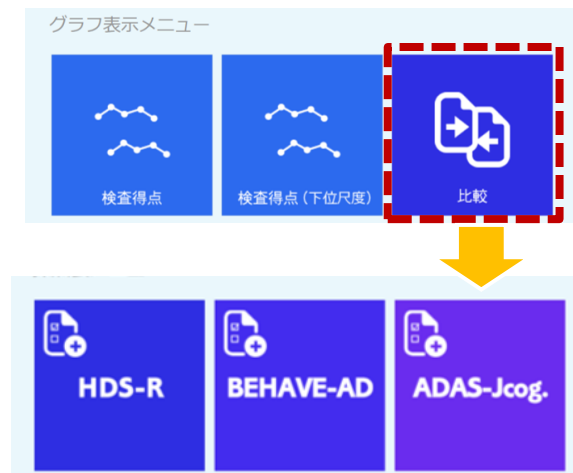 グラフ表示メニュー
検査得点
検査得点（下位尺度）
比較
HDS-R
BEHAVE-AD
ADAS-Jcog.